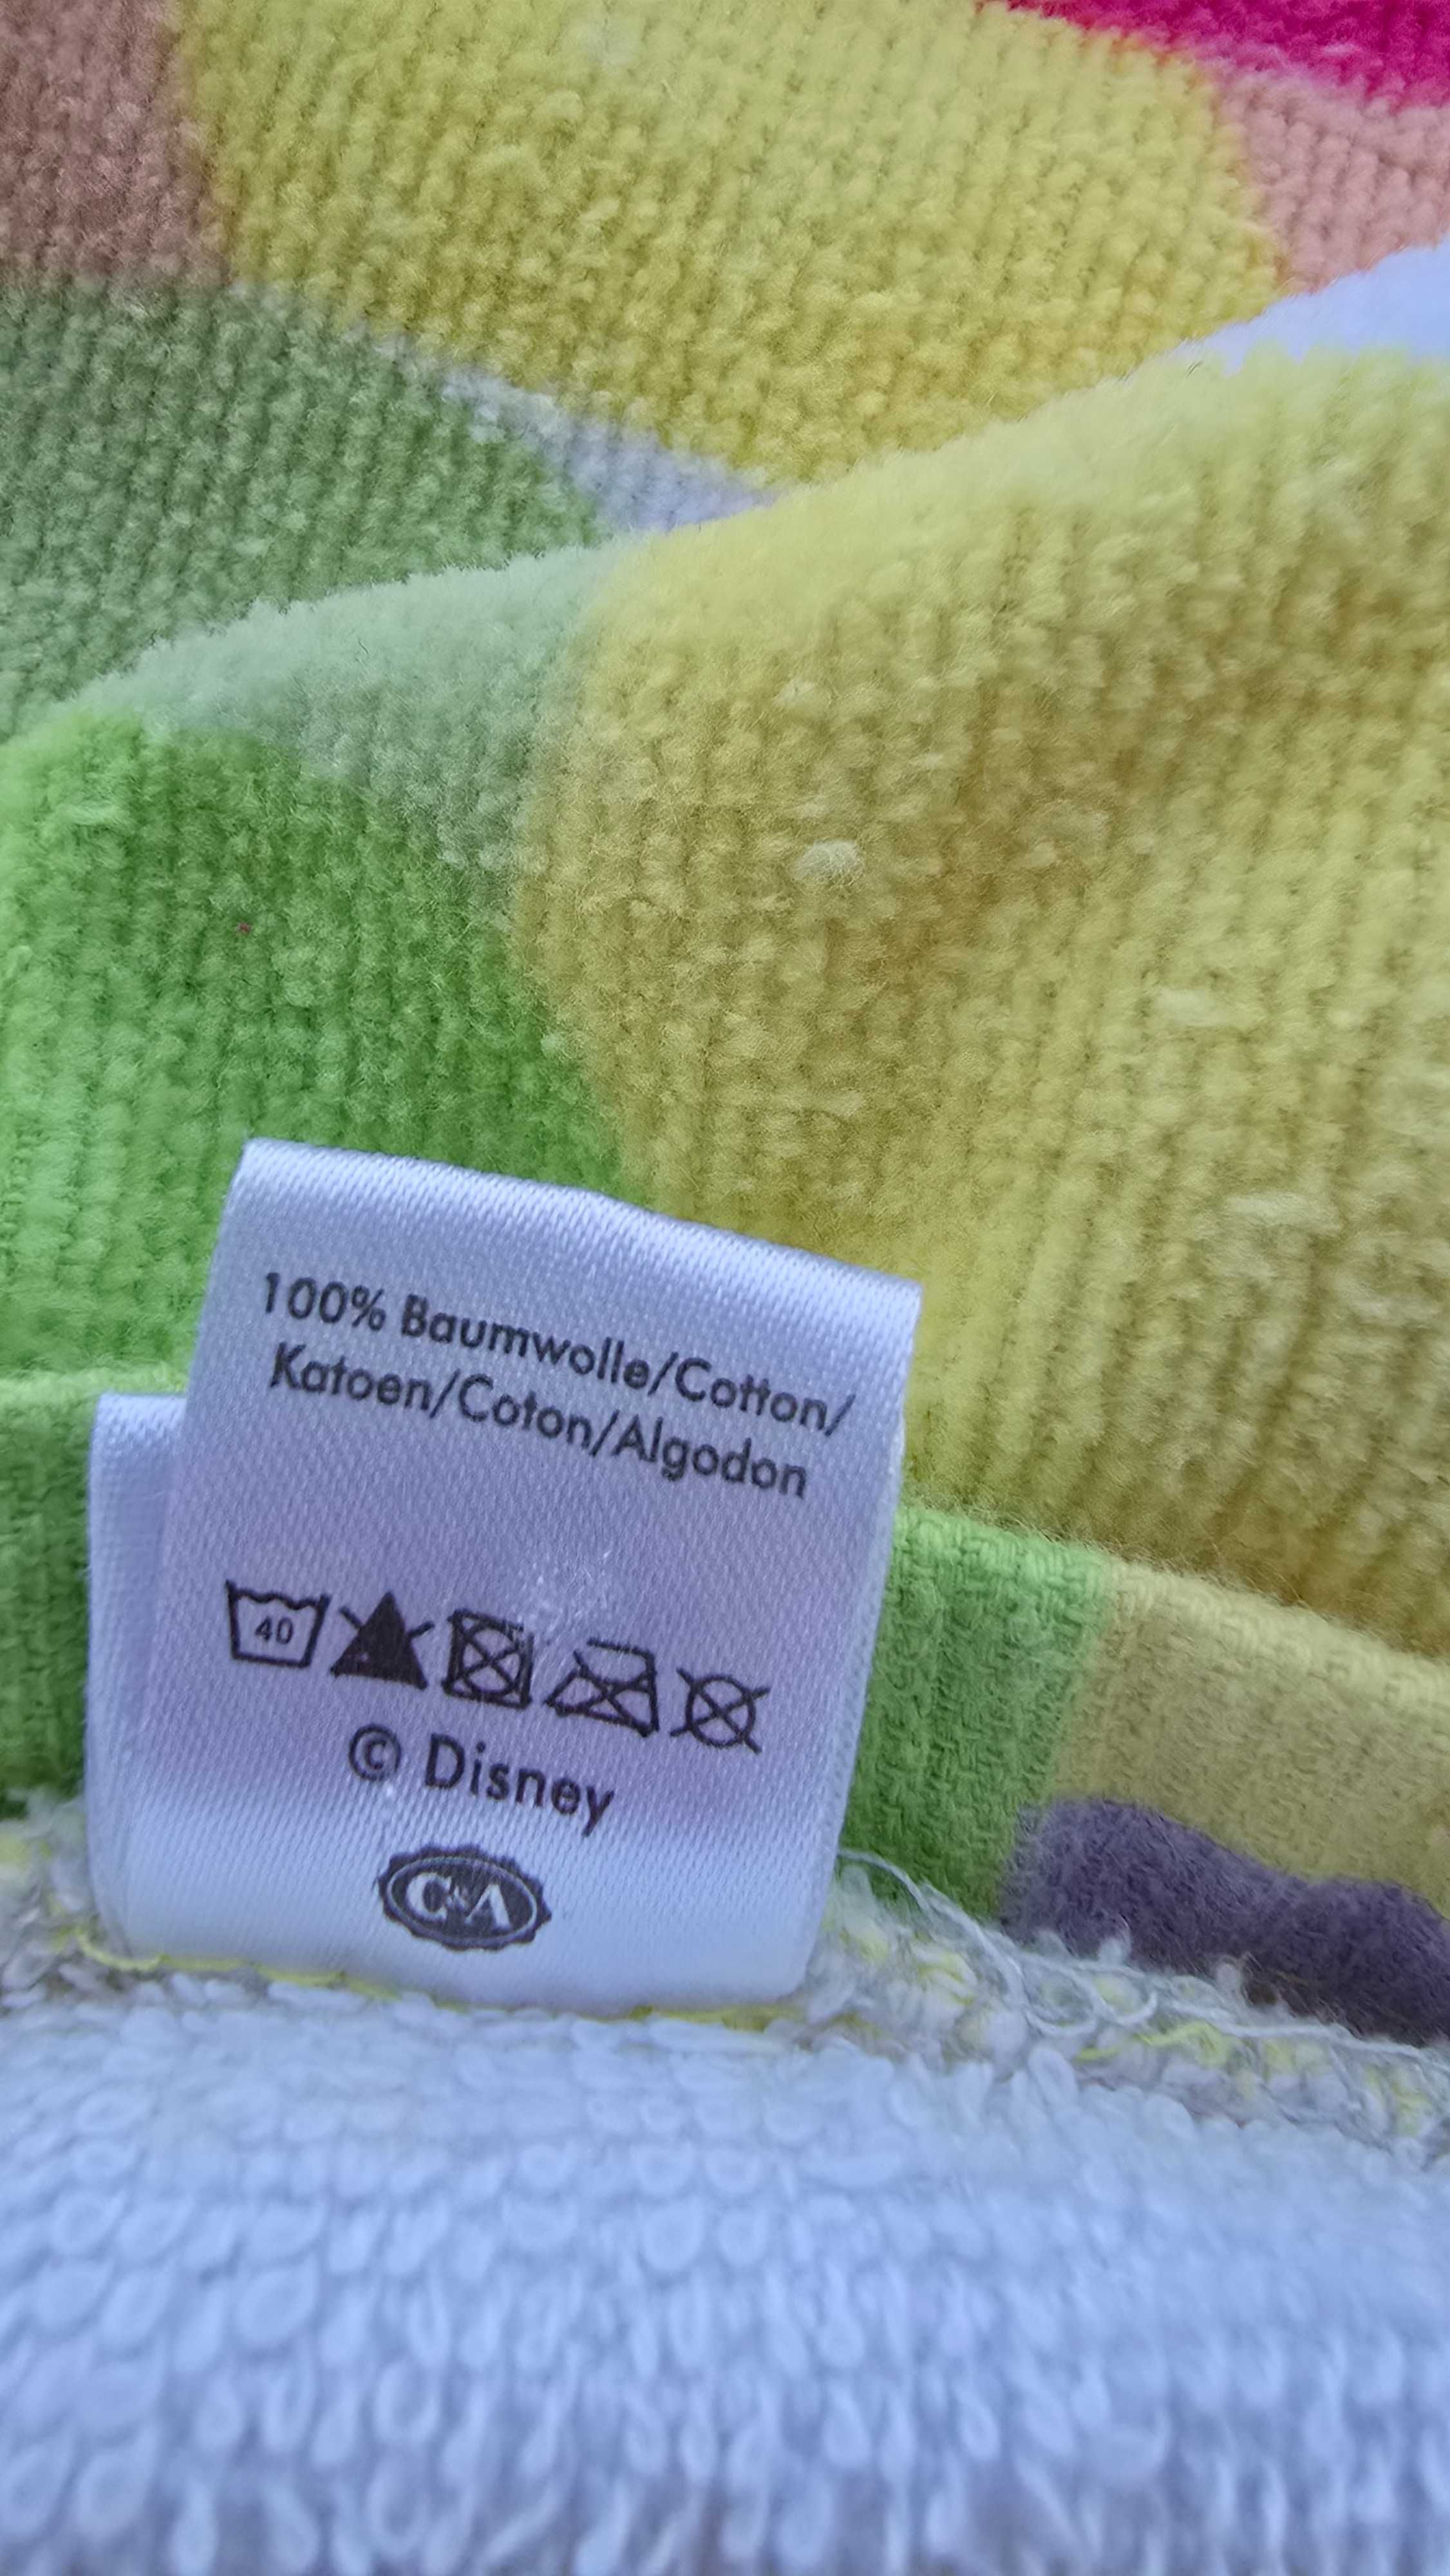 100% Baumwolle/Cotton/
Katoen/Coton/Algodon
40
© Disney
C&A